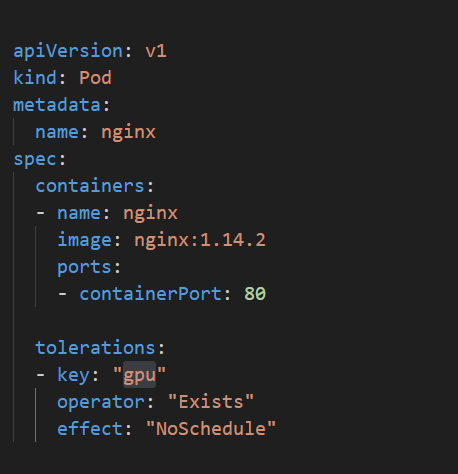 apiVersion: v1
kind: Pod
metadata:
  name: nginx
spec:
  containers:
  - name: nginx
    image: nginx:1.14.2
    ports:
    - containerPort: 80

  tolerations:
  - key: "gpu"
    operator: "Exists"
    effect: "NoSchedule"